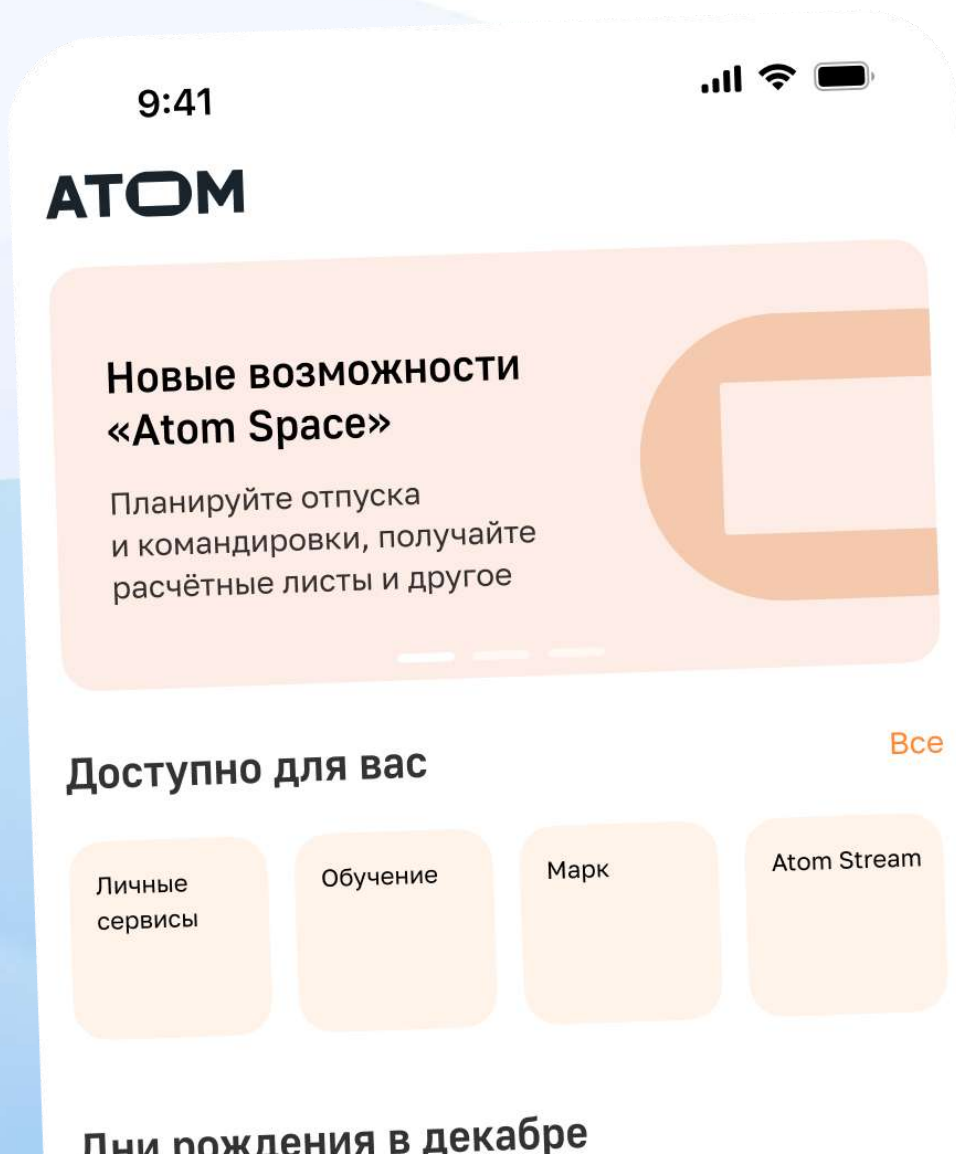 9:41
ATOM
Новые возможности
«Atom Space»
Планируйте отпуска
и командировки, получайте
расчётные листы и другое
Доступно для вас
Все
Личные
сервисы
Обучение
Марк
Atom Stream
Дни рождения в декабре